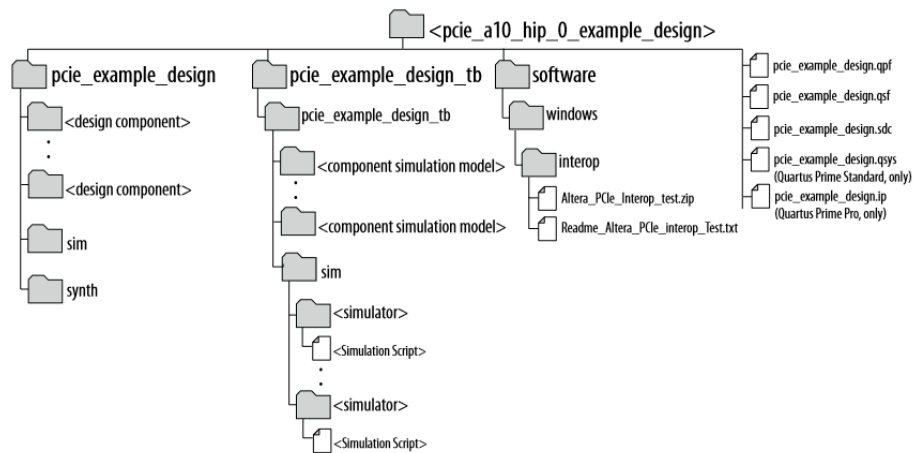 <pcie_a10_hip_0_example_design>
pcie_example_design
<design component>
<design component>
sim
synth
pcie_example_design_tb
pcie_example_design_tb
<component simulation model>
<component simulation model>
sim
<simulator>
<Simulation Script>
<simulator>
<Simulation Script>
software
windows
interop
Altera_PCIe_Interop_test.zip
Readme_Altera_PCIe_interop_Test.txt
pcie_example_design.qpf
pcie_example_design.qsf
pcie_example_design.sdc
pcie_example_design.qsys
(Quartus Prime Standard, only)
pcie_example_design.ip
(Quartus Prime Pro, only)